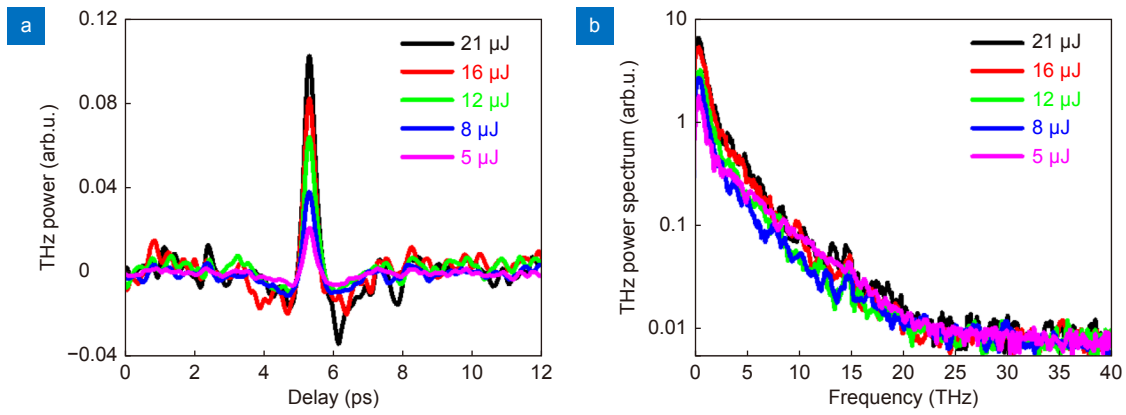 a
0.12
0.08
0.04
0
−0.04
THz power (arb.u.)
21 µJ
16 µJ
12 µJ
8 µJ
5 µJ
0
2
4
6
8
10
12
Delay (ps)
b
10
1
0.1
0.01
THz power spectrum (arb.u.)
21 µJ
16 µJ
12 µJ
8 µJ
5 µJ
0
5
10
15
20
25
30
35
40
Frequency (THz)